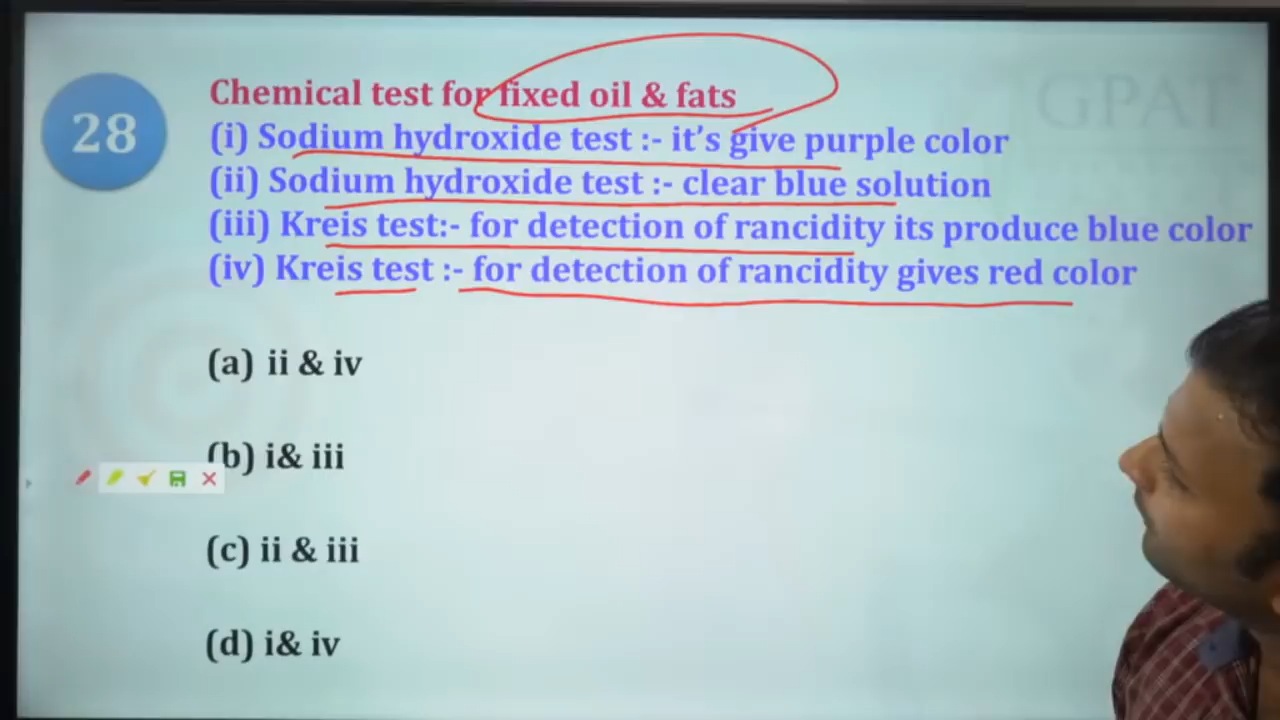 GPAT
28
Chemical test for fixed oil & fats
(i) Sodium hydroxide test :- it's give purple color
(ii) Sodium hydroxide test :- clear blue solution
(iii) Kreis test:- for detection of rancidity its produce blue color
(iv) Kreis test :- for detection of rancidity gives red color
(a) ii & iv
(b) i& iii
(c) ii & iii
(d) i& iv